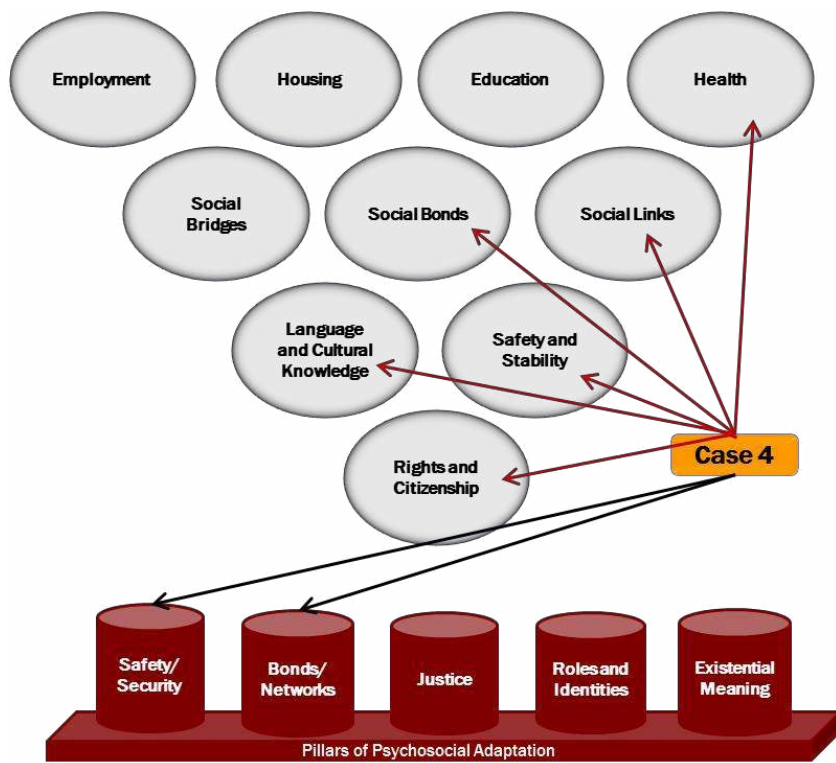 Employment
Housing
Education
Health
Social
Bridges
Social Bonds
Social Links
Language
and Cultural
Knowledge
Safety and
Stability
Case 4
Rights and
Citizenship
Safety/
Security
Bonds/
Networks
Justice
Roles and
Identities
Existential
Meaning
Pillars of Psychosocial Adaptation